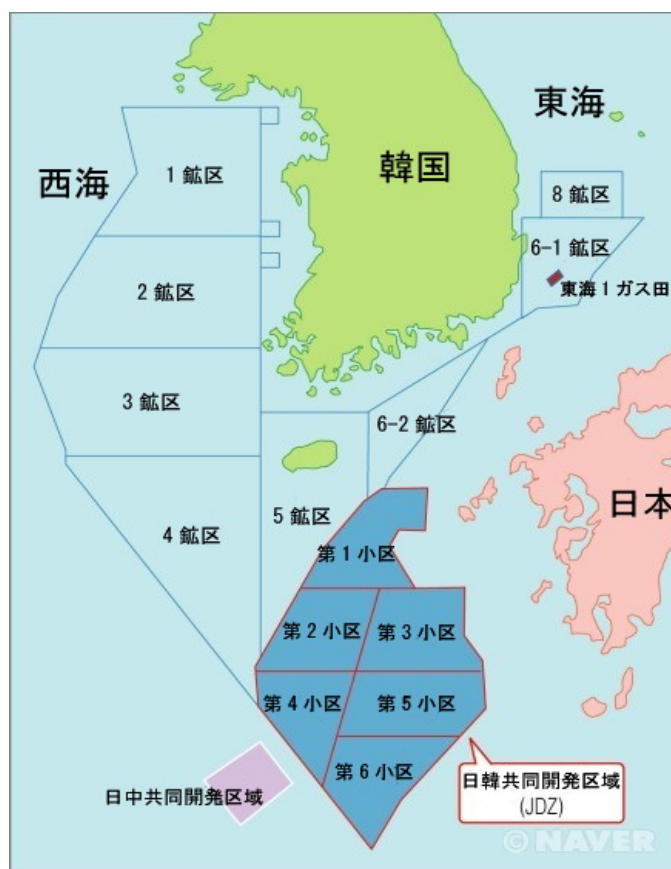 東海
韓国
西海
1 鉱区
8 鉱区
6-1 鉱区
東海 1 ガス田
2 鉱区
3 鉱区
6-2 鉱区
日本
5 鉱区
4 鉱区
第 1 小区
第 2 小区
第 3 小区
第 4 小区
第 5 小区
第 6 小区
日韓共同開発区域
(JDZ)
日中共同開発区域
© NAVER